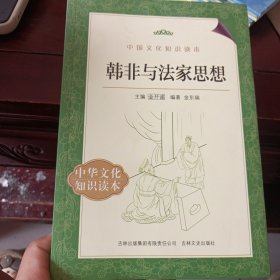 中国文化知识读本
韩非与法家思想
主编 金开诚 编著 金东瑞
中华文化
知识读本
吉林出版集团有限责任公司 吉林文史出版社